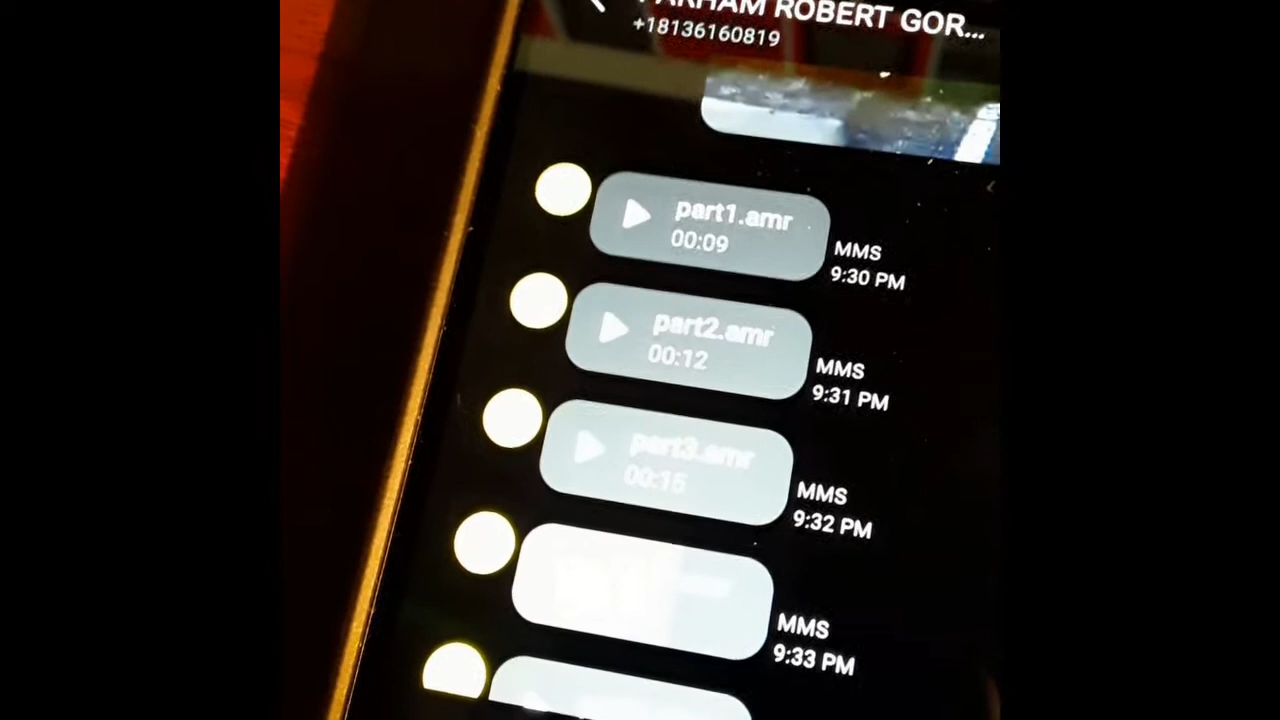 ROBERT GOR...
+18136160819
part1.amr
00:09
MMS
9:30 PM
part2.amr
00:12
MMS
9:31 PM
part3.amr
00:15
MMS
9:32 PM
MMS
9:33 PM